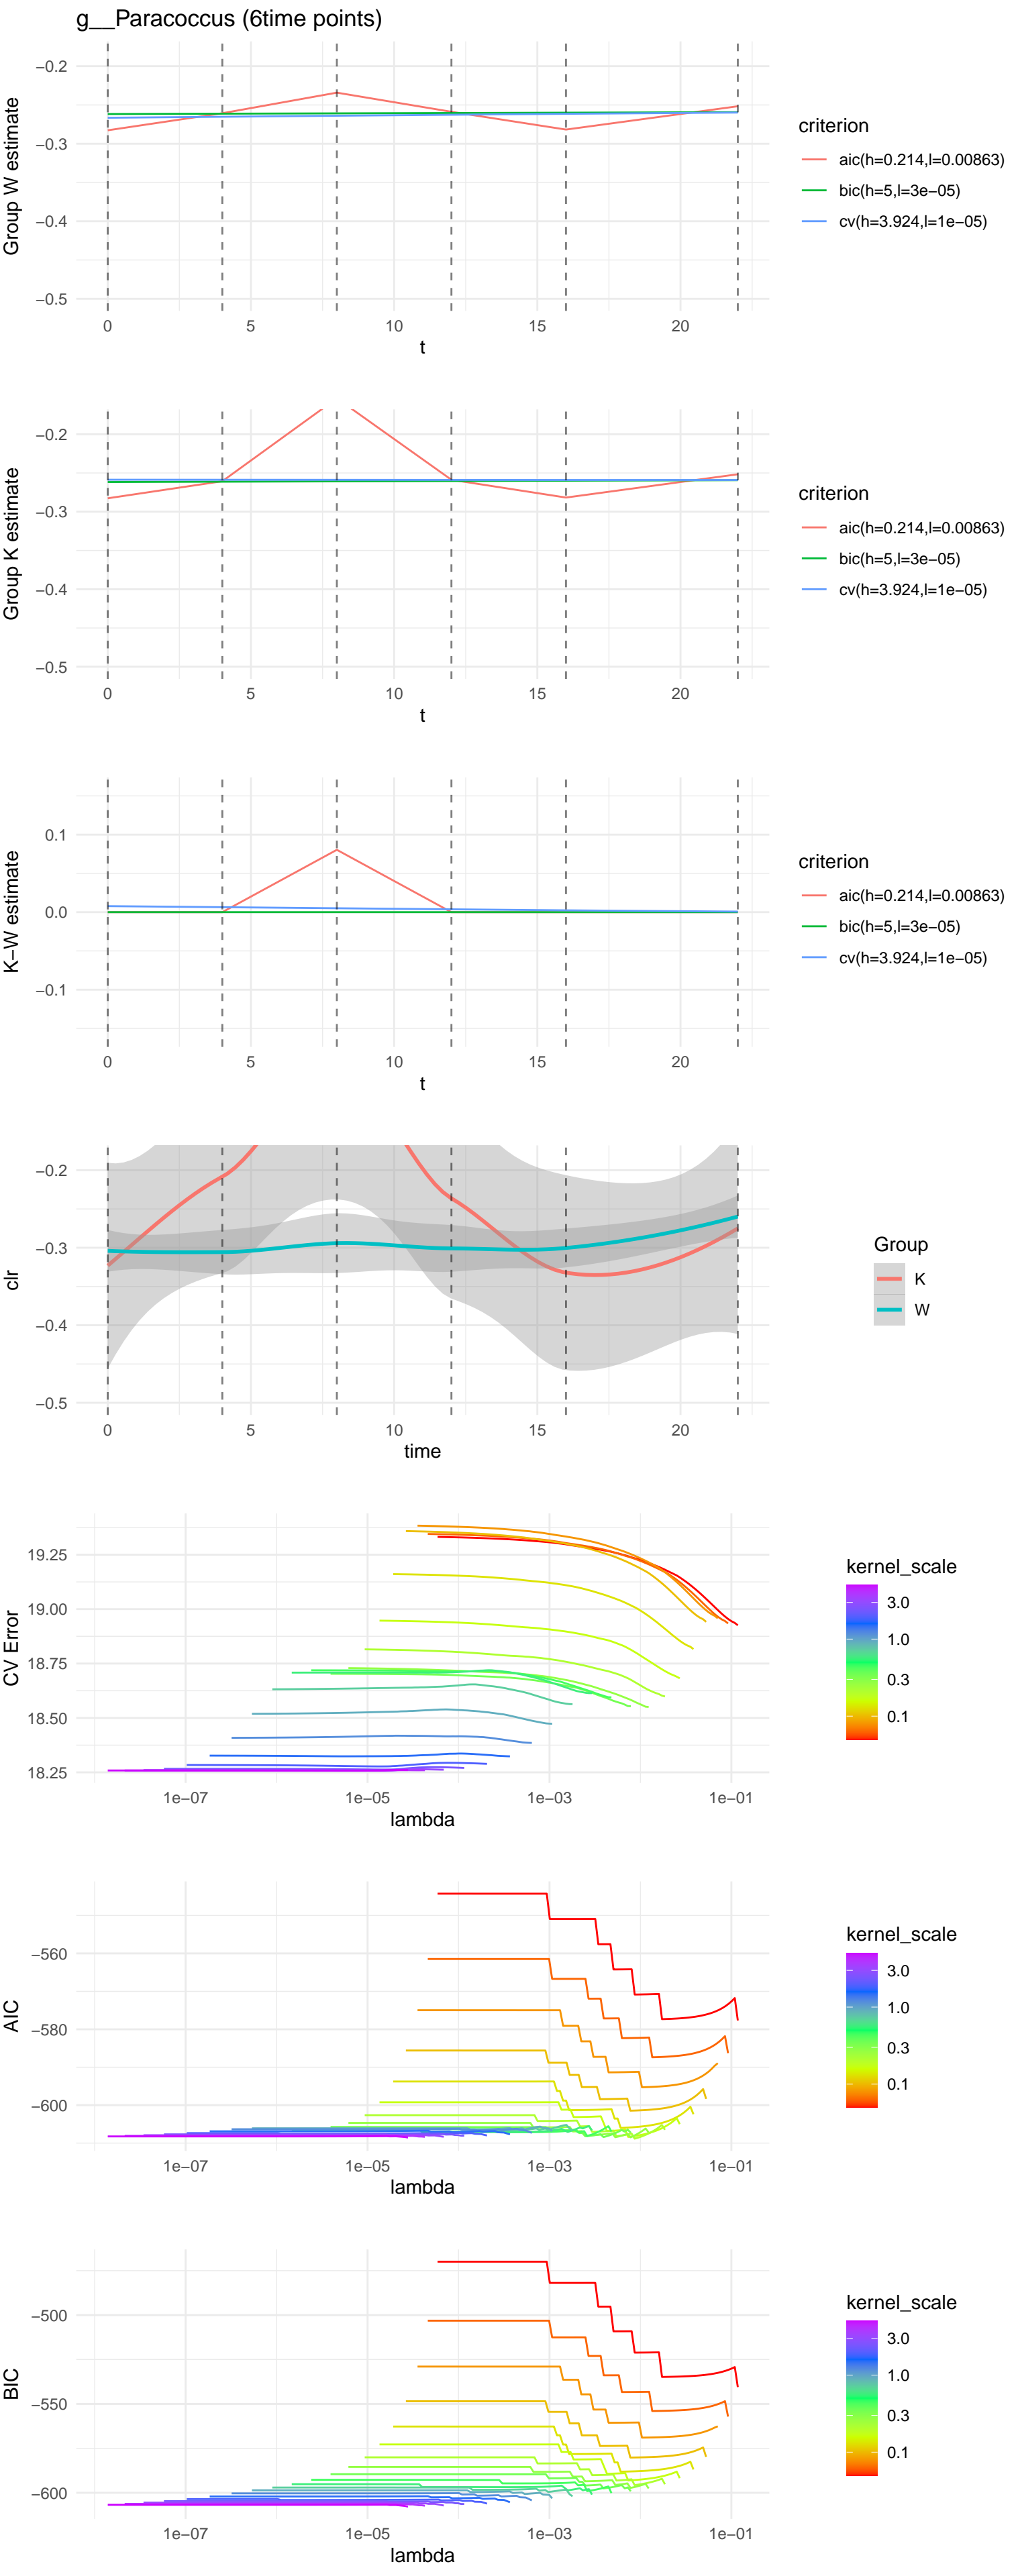 g__Paracoccus (6time points)
Group W estimate
−0.2
−0.3
−0.4
−0.5
0 5 10 15 20
t
criterion
aic(h=0.214,l=0.00863)
bic(h=5,l=3e−05)
cv(h=3.924,l=1e−05)
Group K estimate
−0.2
−0.3
−0.4
−0.5
0 5 10 15 20
t
criterion
aic(h=0.214,l=0.00863)
bic(h=5,l=3e−05)
cv(h=3.924,l=1e−05)
K−W estimate
0.1
0.0
−0.1
0 5 10 15 20
t
criterion
aic(h=0.214,l=0.00863)
bic(h=5,l=3e−05)
cv(h=3.924,l=1e−05)
clr
−0.2
−0.3
−0.4
−0.5
0 5 10 15 20
time
Group
K
W
CV Error
19.25
19.00
18.75
18.50
18.25
1e−07 1e−05 1e−03 1e−01
lambda
kernel_scale
3.0
1.0
0.3
0.1
AIC
−560
−580
−600
1e−07 1e−05 1e−03 1e−01
lambda
kernel_scale
3.0
1.0
0.3
0.1
BIC
−500
−550
−600
1e−07 1e−05 1e−03 1e−01
lambda
kernel_scale
3.0
1.0
0.3
0.1